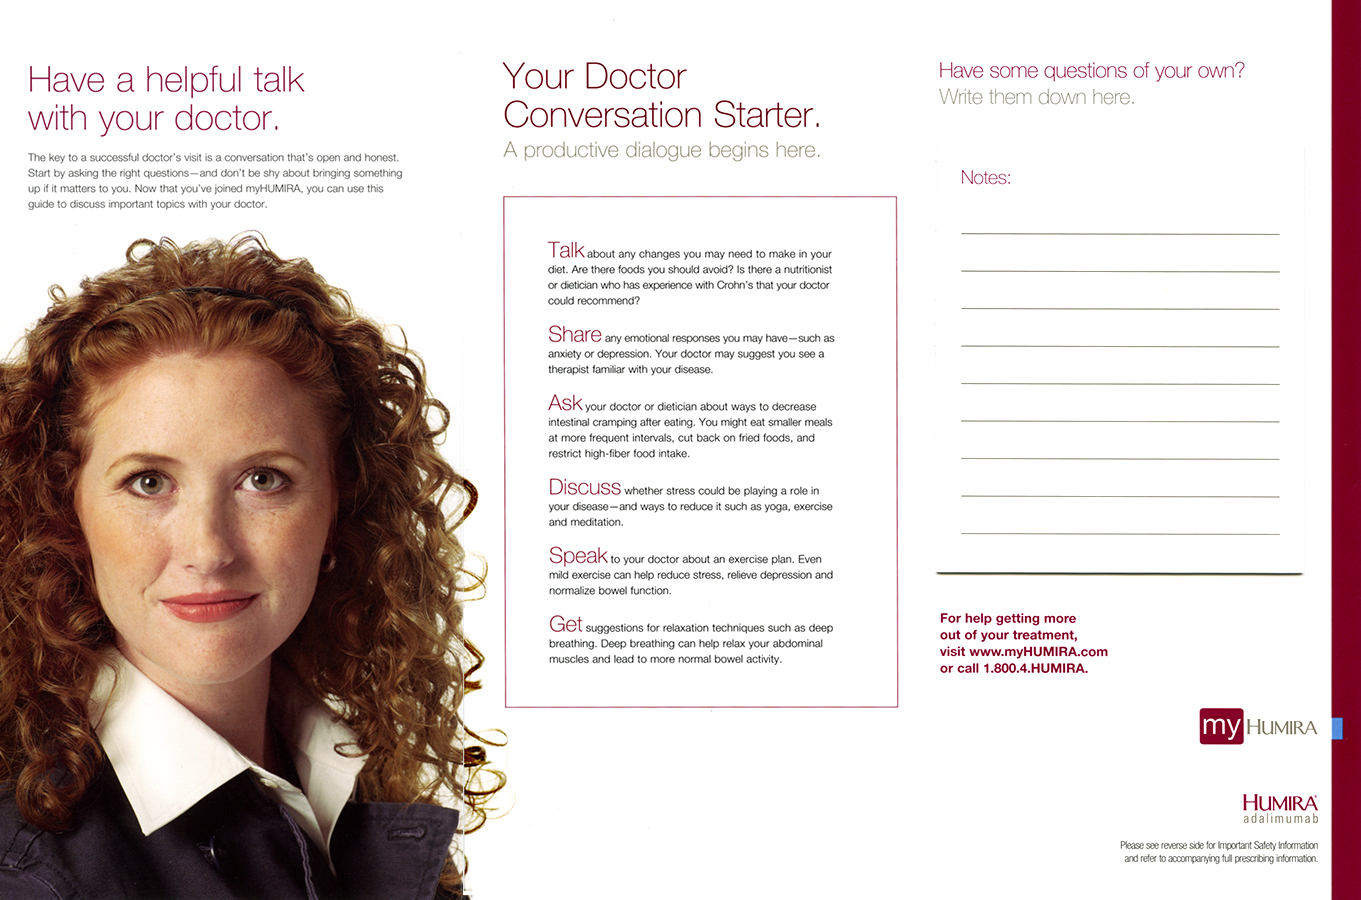 Have a helpful talk
with your doctor.
The key to a successful doctor's visit is a conversation that's open and honest.
Start by asking the right questions—and don't be shy about bringing something
up if it matters to you. Now that you've joined myHUMIRA, you can use this
guide to discuss important topics with your doctor.
Your Doctor
Conversation Starter.
A productive dialogue begins here.
Talk about any changes you may need to make in your
diet. Are there foods you should avoid? Is there a nutritionist
or dietician who has experience with Crohn's that your doctor
could recommend?
Share any emotional responses you may have—such as
anxiety or depression. Your doctor may suggest you see a
therapist familiar with your disease.
Ask your doctor or dietician about ways to decrease
intestinal cramping after eating. You might eat smaller meals
at more frequent intervals, cut back on fried foods, and
restrict high-fiber food intake.
Discuss whether stress could be playing a role in
your disease—and ways to reduce it such as yoga, exercise
and meditation.
Speak to your doctor about an exercise plan. Even
mild exercise can help reduce stress, relieve depression and
normalize bowel function.
Get suggestions for relaxation techniques such as deep
breathing. Deep breathing can help relax your abdominal
muscles and lead to more normal bowel activity.
Have some questions of your own?
Write them down here.
Notes:
For help getting more
out of your treatment,
visit www.myHUMIRA.com
or call 1.800.4.HUMIRA.
my HUMIRA
HUMIRA®
adalimumab
Please see reverse side for Important Safety Information
and refer to accompanying full prescribing information.